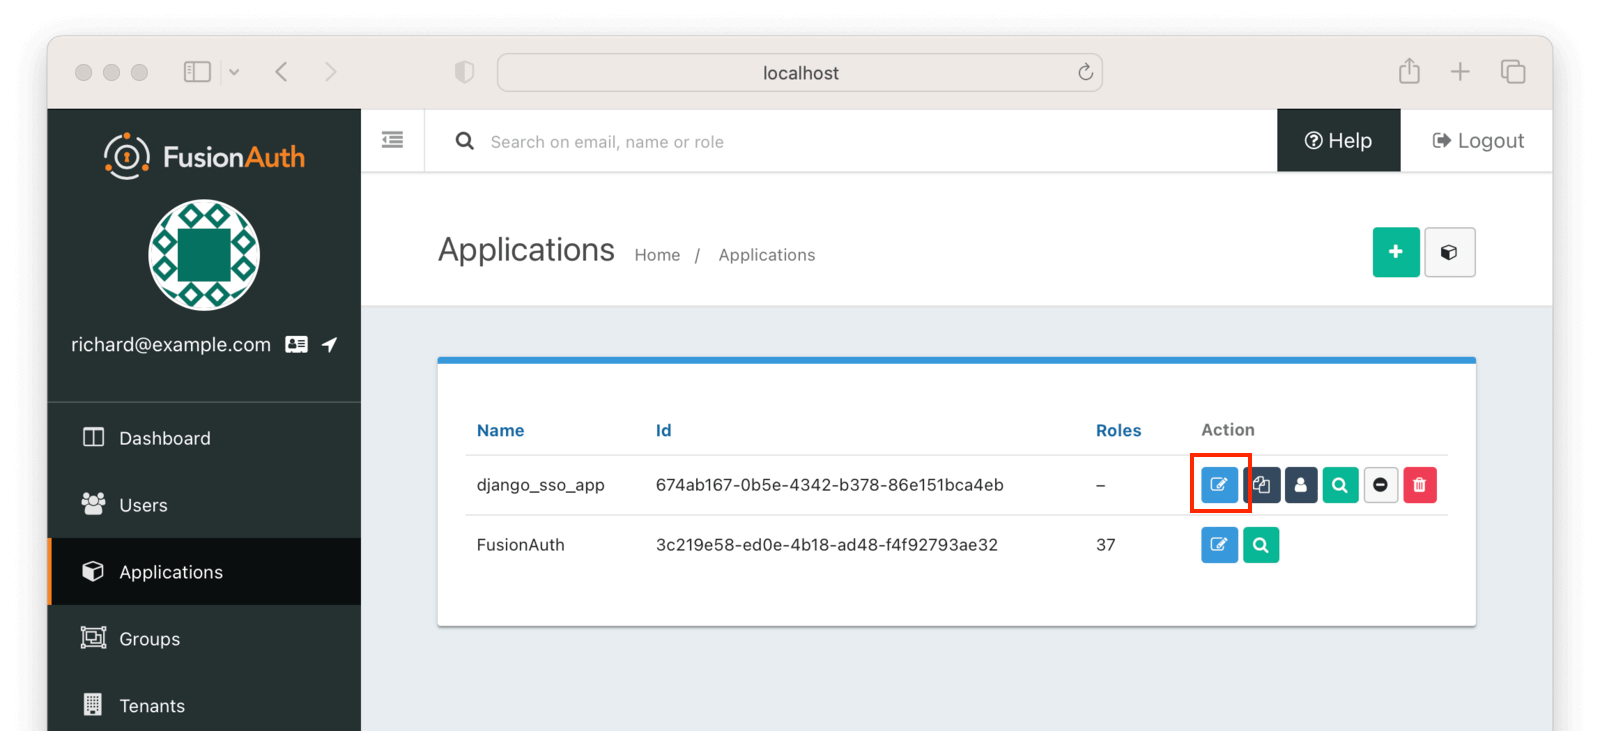 localhost
FusionAuth
Search on email, name or role
Help
Logout
Applications
Home / Applications
richard@example.com
Dashboard
Users
Applications
Groups
Tenants
Name Id Roles Action
django_sso_app 674ab167-0b5e-4342-b378-86e151bca4eb –
FusionAuth 3c219e58-ed0e-4b18-ad48-f4f92793ae32 37